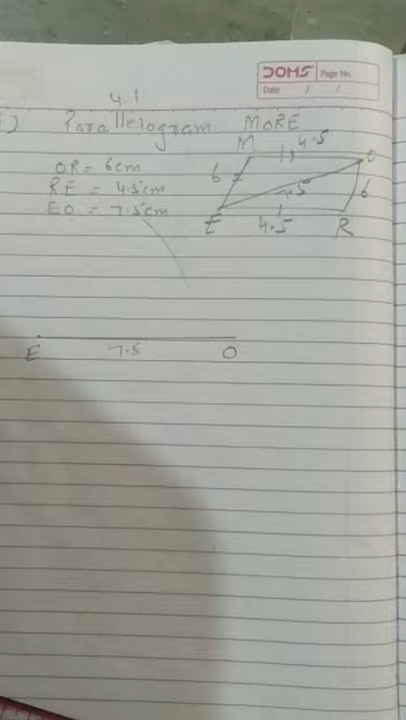 DOMS Page No.
Date / /
4.1
) Parallelogram MORE
M 4.5 O
OR = 6cm
6
RE = 4.5cm
7.5 6
EO = 7.5cm
E 4.5 R
E 7.5 O